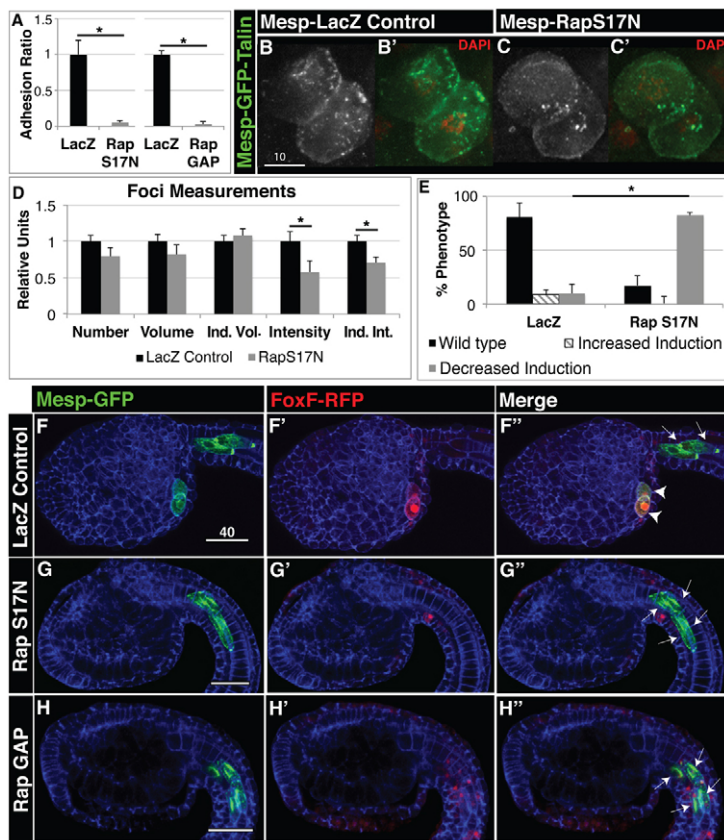 A
Adhesion Ratio
1.5
1
0.5
0
*
*
LacZ Rap S17N
LacZ Rap GAP
Mesp-GFP-Talin
Mesp-LacZ Control
Mesp-RapS17N
B
B'
DAPI
C
C'
DAPI
10
D
Foci Measurements
Relative Units
1.5
1
0.5
0
*
*
Number Volume Ind. Vol. Intensity Ind. Int.
LacZ Control RapS17N
E
% Phenotype
100
50
0
*
LacZ Rap S17N
Wild type Increased Induction
Decreased Induction
Mesp-GFP
FoxF-RFP
Merge
LacZ Control
F
F'
F"
40
Rap S17N
G
G'
G"
Rap GAP
H
H'
H"